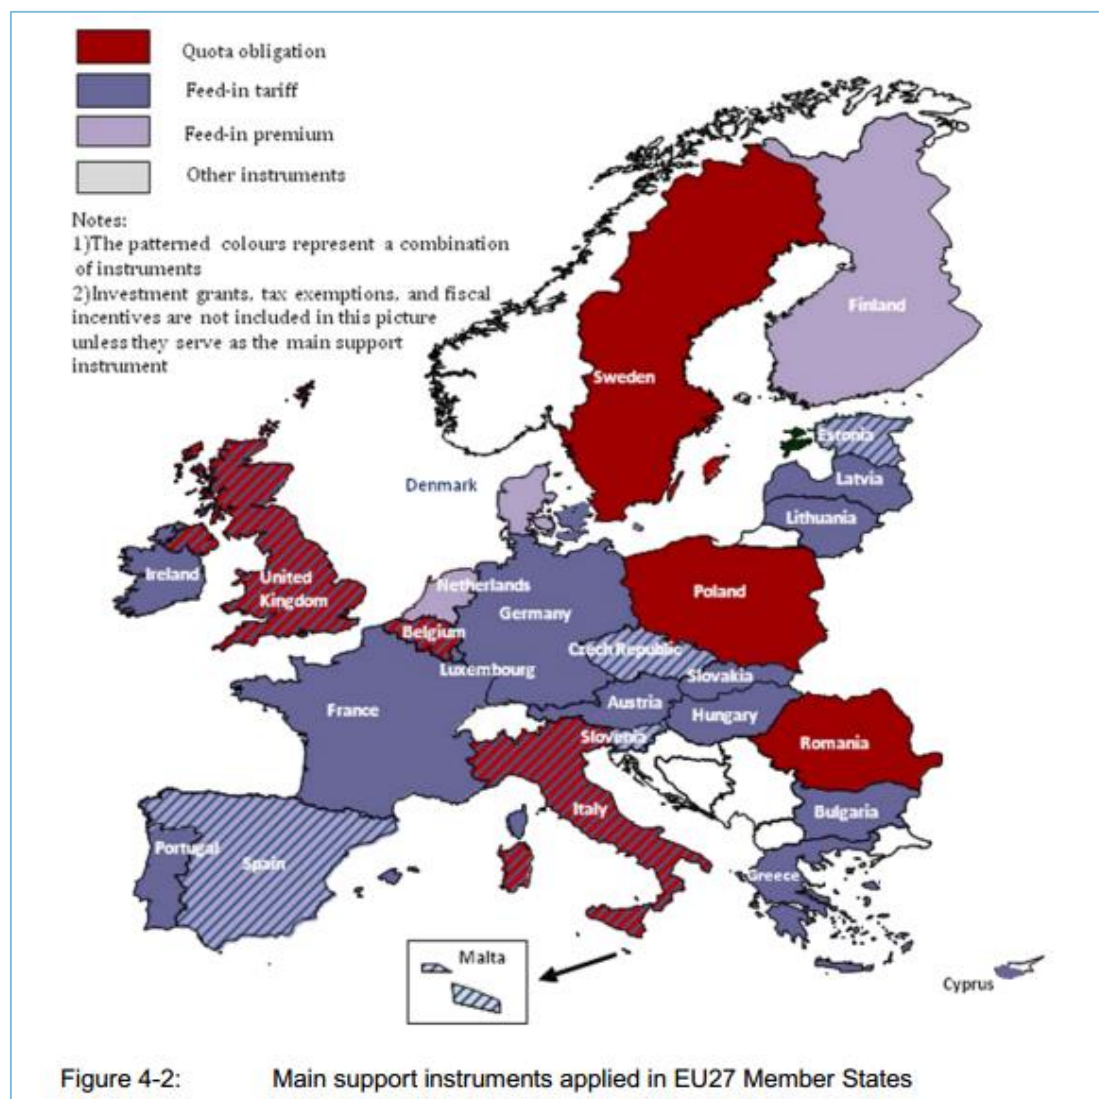 Quota obligation
Feed-in tariff
Feed-in premium
Other instruments
Notes:
1)The patterned colours represent a combination
of instruments
2)Investment grants, tax exemptions, and fiscal
incentives are not included in this picture
unless they serve as the main support
instrument
Finland
Sweden
Estonia
Denmark
Latvia
Lithuania
Ireland
United
Kingdom
Netherlands
Germany
Poland
Belgium
Czech Republic
Luxembourg
Slovakia
France
Austria
Hungary
Slovenia
Romania
Italy
Bulgaria
Portugal
Spain
Greece
Malta
Cyprus
Figure 4-2: Main support instruments applied in EU27 Member States